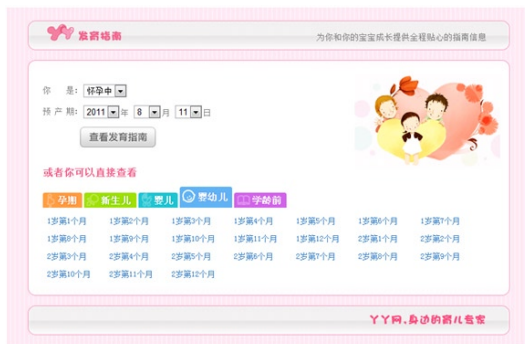 发育指南
为你和你的宝宝成长提供全程贴心的指南信息
你 是: 怀孕中
预产期: 2011 年 8 月 11 日
查看发育指南
或者你可以直接查看
孕期 新生儿 婴儿 婴幼儿 学龄前
1岁第1个月 1岁第2个月 1岁第3个月 1岁第4个月 1岁第5个月 1岁第6个月 1岁第7个月
1岁第8个月 1岁第9个月 1岁第10个月 1岁第11个月 1岁第12个月 2岁第1个月 2岁第2个月
2岁第3个月 2岁第4个月 2岁第5个月 2岁第6个月 2岁第7个月 2岁第8个月 2岁第9个月
2岁第10个月 2岁第11个月 2岁第12个月
丫丫网,身边的育儿专家